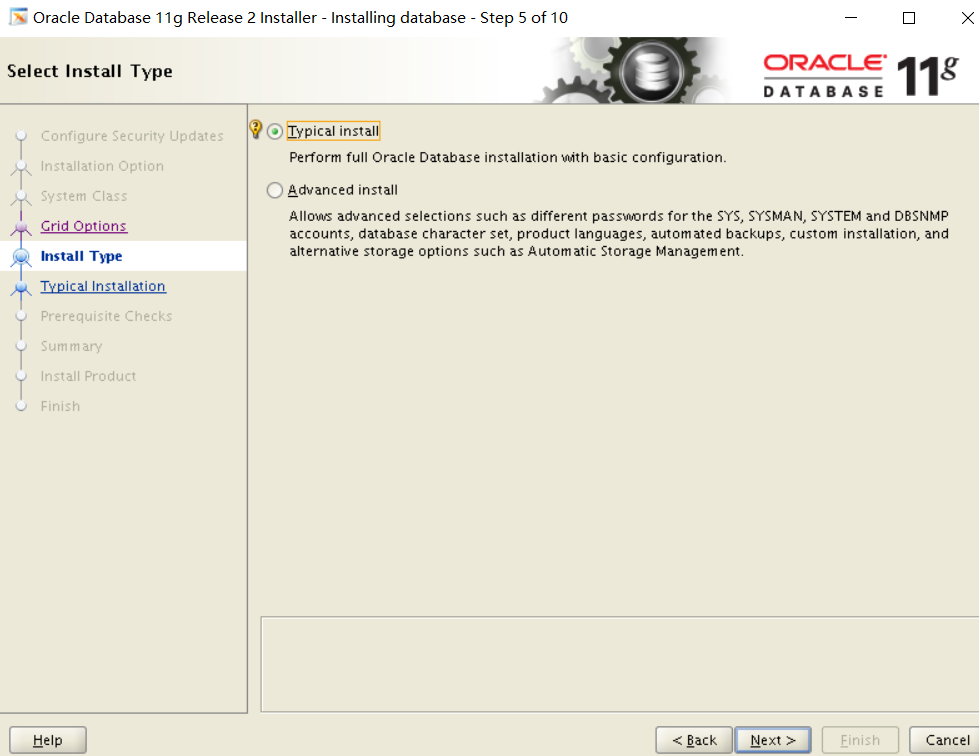 Oracle Database 11g Release 2 Installer - Installing database - Step 5 of 10
Select Install Type
ORACLE
DATABASE
11g
Configure Security Updates
Installation Option
System Class
Grid Options
Install Type
Typical Installation
Prerequisite Checks
Summary
Install Product
Finish
Typical install
Perform full Oracle Database installation with basic configuration.
Advanced install
Allows advanced selections such as different passwords for the SYS, SYSMAN, SYSTEM and DBSNMP
accounts, database character set, product languages, automated backups, custom installation, and
alternative storage options such as Automatic Storage Management.
Help
< Back
Next >
Finish
Cancel